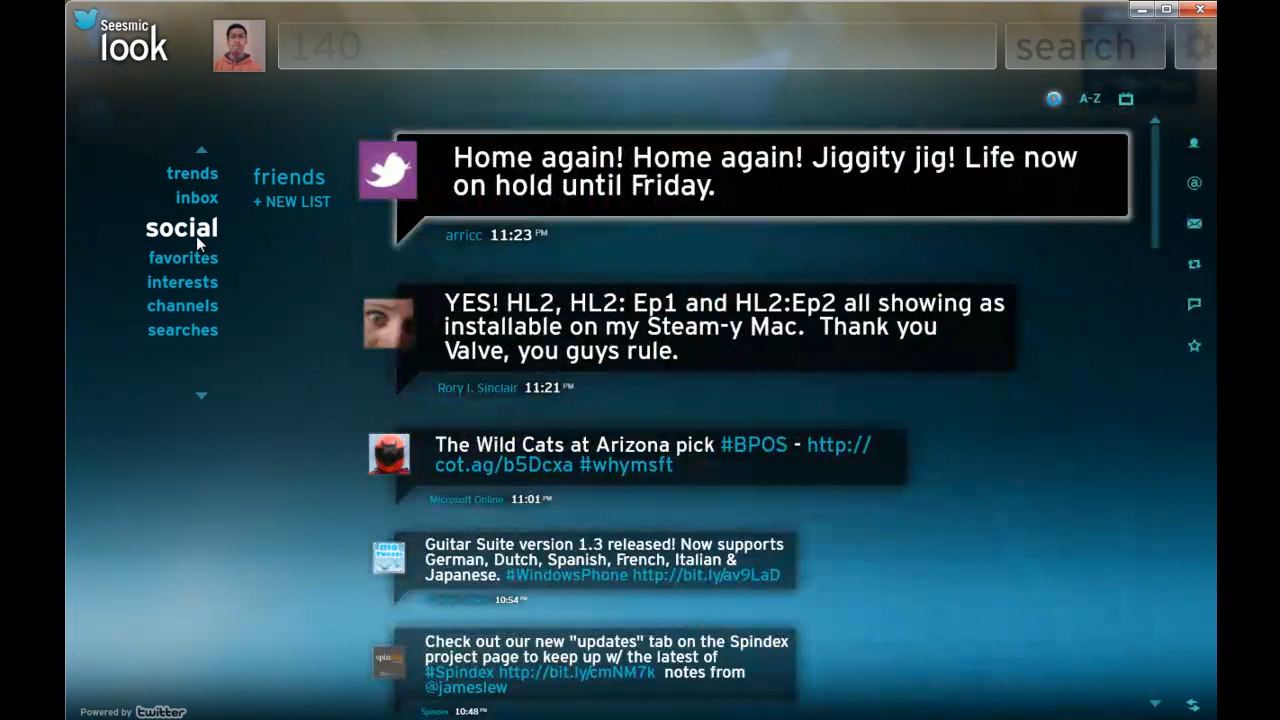 Seesmic
look
140
search
A-Z
trends
inbox
social
favorites
interests
channels
searches
friends
+ NEW LIST
Home again! Home again! Jiggity jig! Life now
on hold until Friday.
arricc 11:23 PM
YES! HL2, HL2: Ep1 and HL2:Ep2 all showing as
installable on my Steam-y Mac. Thank you
Valve, you guys rule.
Rory I. Sinclair 11:21 PM
The Wild Cats at Arizona pick #BPOS - http://
cot.ag/b5Dcxa #whymsft
Microsoft Online 11:01 PM
Guitar Suite version 1.3 released! Now supports
German, Dutch, Spanish, French, Italian &
Japanese. #WindowsPhone http://bit.ly/av9LaD
10:54 PM
Check out our new "updates" tab on the Spindex
project page to keep up w/ the latest of
#Spindex http://bit.ly/cmNM7k notes from
@jameslew
Spindex 10:48 PM
Powered by twitter